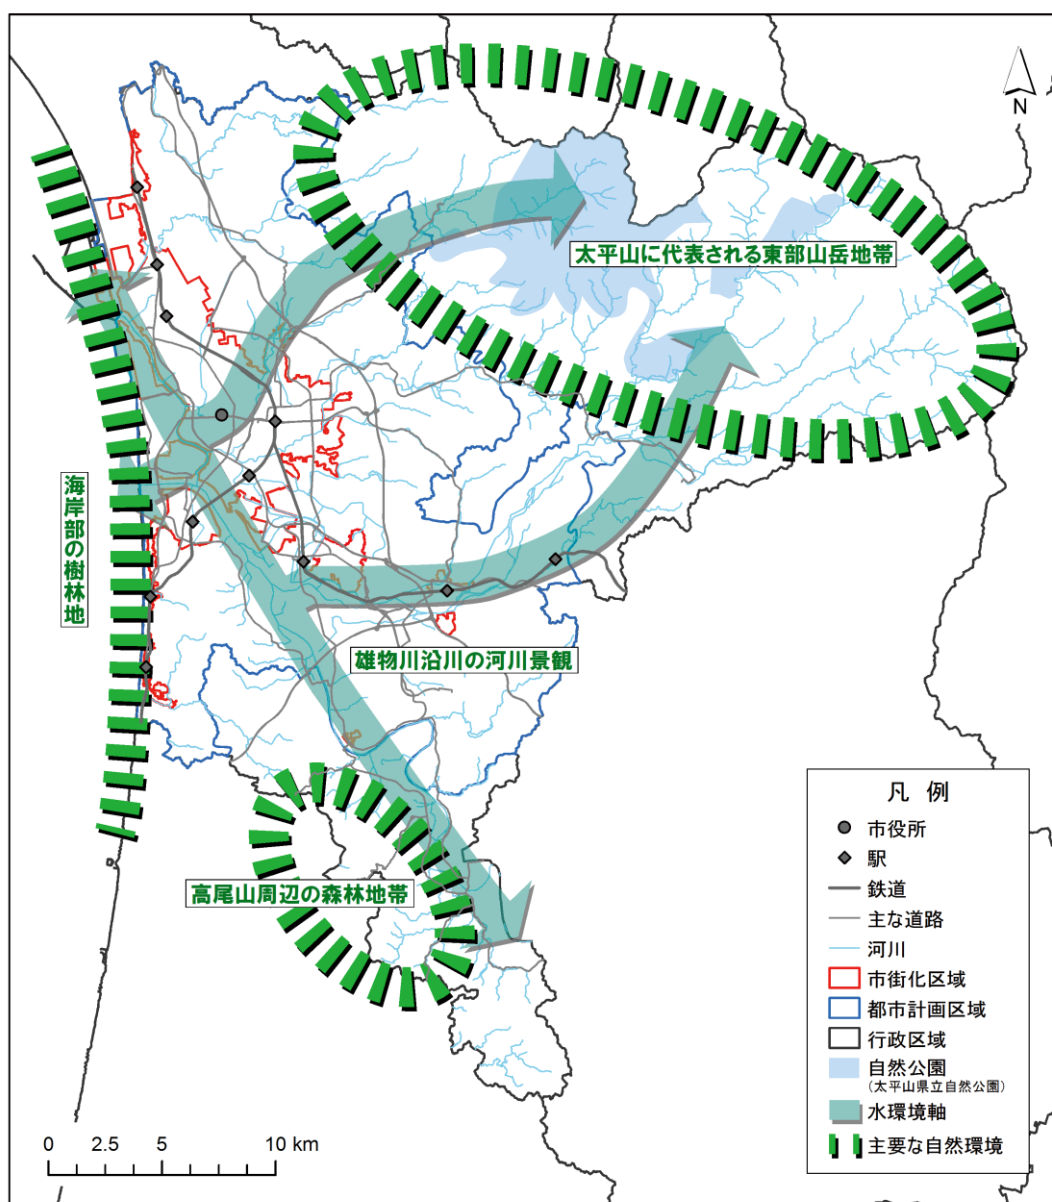 N
太平山に代表される東部山岳地帯
海岸部の樹林地
雄物川沿川の河川景観
高尾山周辺の森林地帯
凡 例
市役所
駅
鉄道
主な道路
河川
市街化区域
都市計画区域
行政区域
自然公園
（太平山県立自然公園）
水環境軸
主要な自然環境
0 2.5 5 10 km